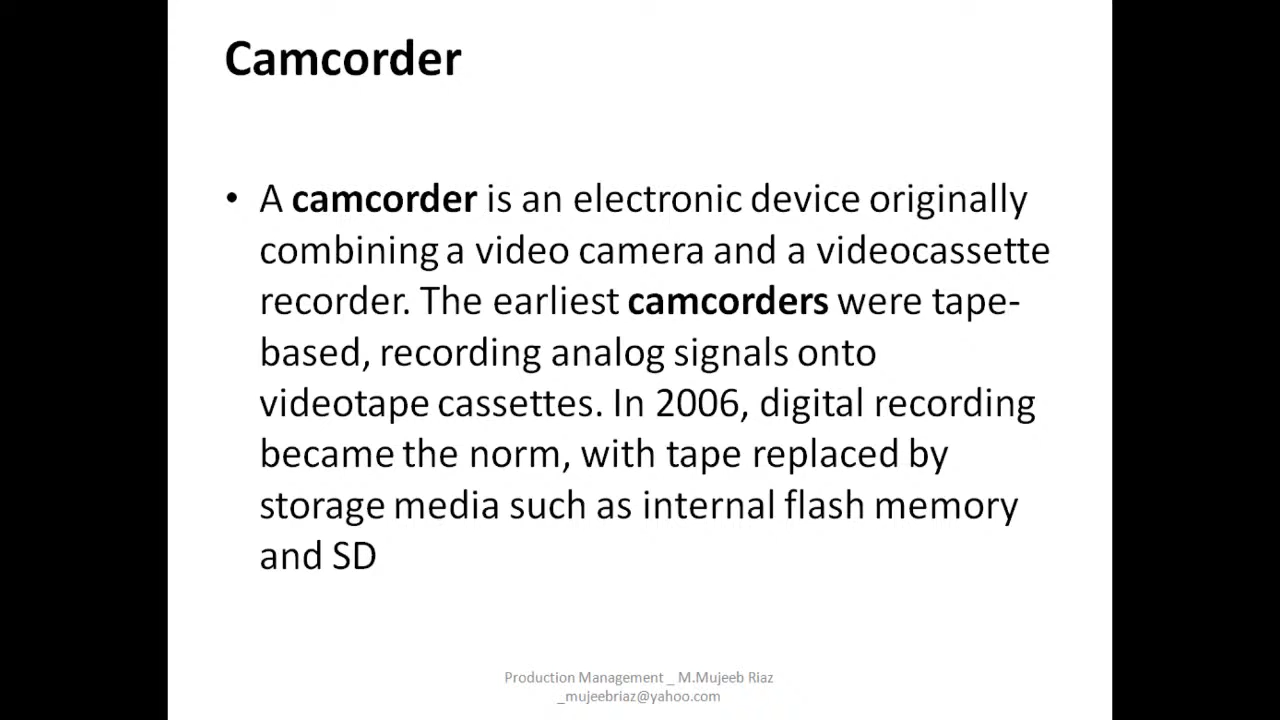 Camcorder
• A camcorder is an electronic device originally
combining a video camera and a videocassette
recorder. The earliest camcorders were tape-
based, recording analog signals onto
videotape cassettes. In 2006, digital recording
became the norm, with tape replaced by
storage media such as internal flash memory
and SD
Production Management _ M.Mujeeb Riaz
_mujeebriaz@yahoo.com